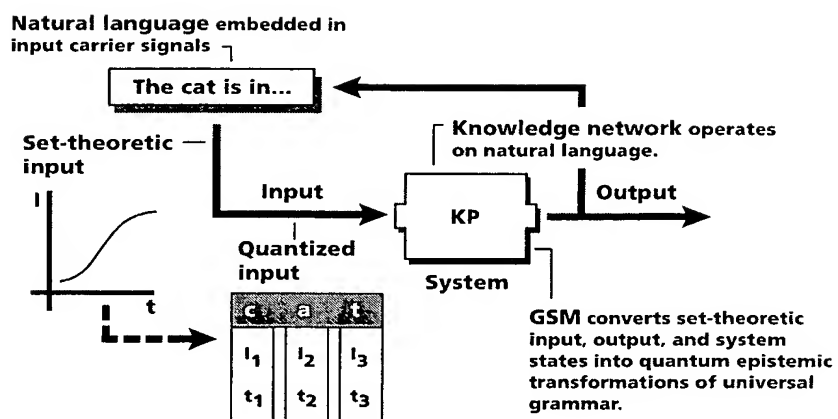 Natural language embedded in
input carrier signals
The cat is in...
Set-theoretic
input
Knowledge network operates
on natural language.
I
Input
KP
Output
Quantized
input
System
t
c a t
I1 I2 I3
t1 t2 t3
GSM converts set-theoretic
input, output, and system
states into quantum epistemic
transformations of universal
grammar.